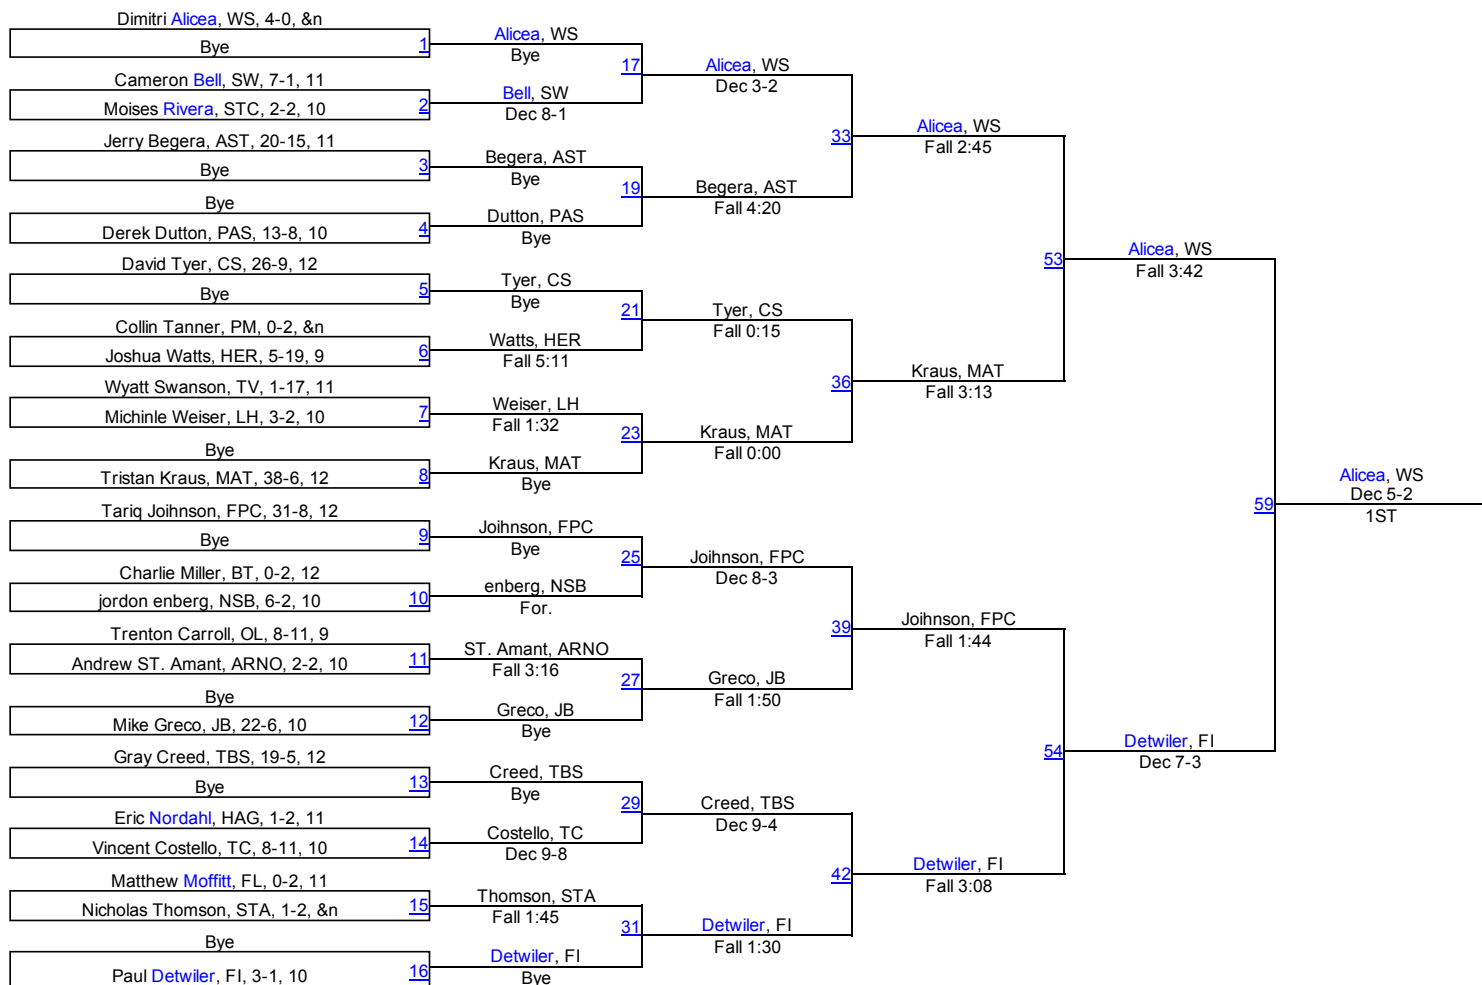 Dimitri Alicea, WS, 4-0, &n
Bye
1
Cameron Bell, SW, 7-1, 11
Moises Rivera, STC, 2-2, 10
2
Jerry Begera, AST, 20-15, 11
Bye
3
Bye
Derek Dutton, PAS, 13-8, 10
4
David Tyer, CS, 26-9, 12
Bye
5
Collin Tanner, PM, 0-2, &n
Joshua Watts, HER, 5-19, 9
6
Wyatt Swanson, TV, 1-17, 11
Michinle Weiser, LH, 3-2, 10
7
Bye
Tristan Kraus, MAT, 38-6, 12
8
Tariq Joihnson, FPC, 31-8, 12
Bye
9
Charlie Miller, BT, 0-2, 12
jordon enberg, NSB, 6-2, 10
10
Trenton Carroll, OL, 8-11, 9
Andrew ST. Amant, ARNO, 2-2, 10
11
Bye
Mike Greco, JB, 22-6, 10
12
Gray Creed, TBS, 19-5, 12
Bye
13
Eric Nordahl, HAG, 1-2, 11
Vincent Costello, TC, 8-11, 10
14
Matthew Moffitt, FL, 0-2, 11
Nicholas Thomson, STA, 1-2, &n
15
Bye
Paul Detwiler, FI, 3-1, 10
16
Alicea, WS
Bye
17
Bell, SW
Dec 8-1
Begera, AST
Bye
19
Dutton, PAS
Bye
Tyer, CS
Bye
21
Watts, HER
Fall 5:11
Weiser, LH
Fall 1:32
23
Kraus, MAT
Bye
Joihnson, FPC
Bye
25
enberg, NSB
For.
ST. Amant, ARNO
Fall 3:16
27
Greco, JB
Bye
Creed, TBS
Bye
29
Costello, TC
Dec 9-8
Thomson, STA
Fall 1:45
31
Detwiler, FI
Bye
Alicea, WS
Dec 3-2
33
Begera, AST
Fall 4:20
Tyer, CS
Fall 0:15
36
Kraus, MAT
Fall 0:00
Joihnson, FPC
Dec 8-3
39
Greco, JB
Fall 1:50
Creed, TBS
Dec 9-4
42
Detwiler, FI
Fall 1:30
Alicea, WS
Fall 2:45
53
Kraus, MAT
Fall 3:13
Joihnson, FPC
Fall 1:44
54
Detwiler, FI
Fall 3:08
Alicea, WS
Fall 3:42
59
Detwiler, FI
Dec 7-3
Alicea, WS
Dec 5-2
1ST